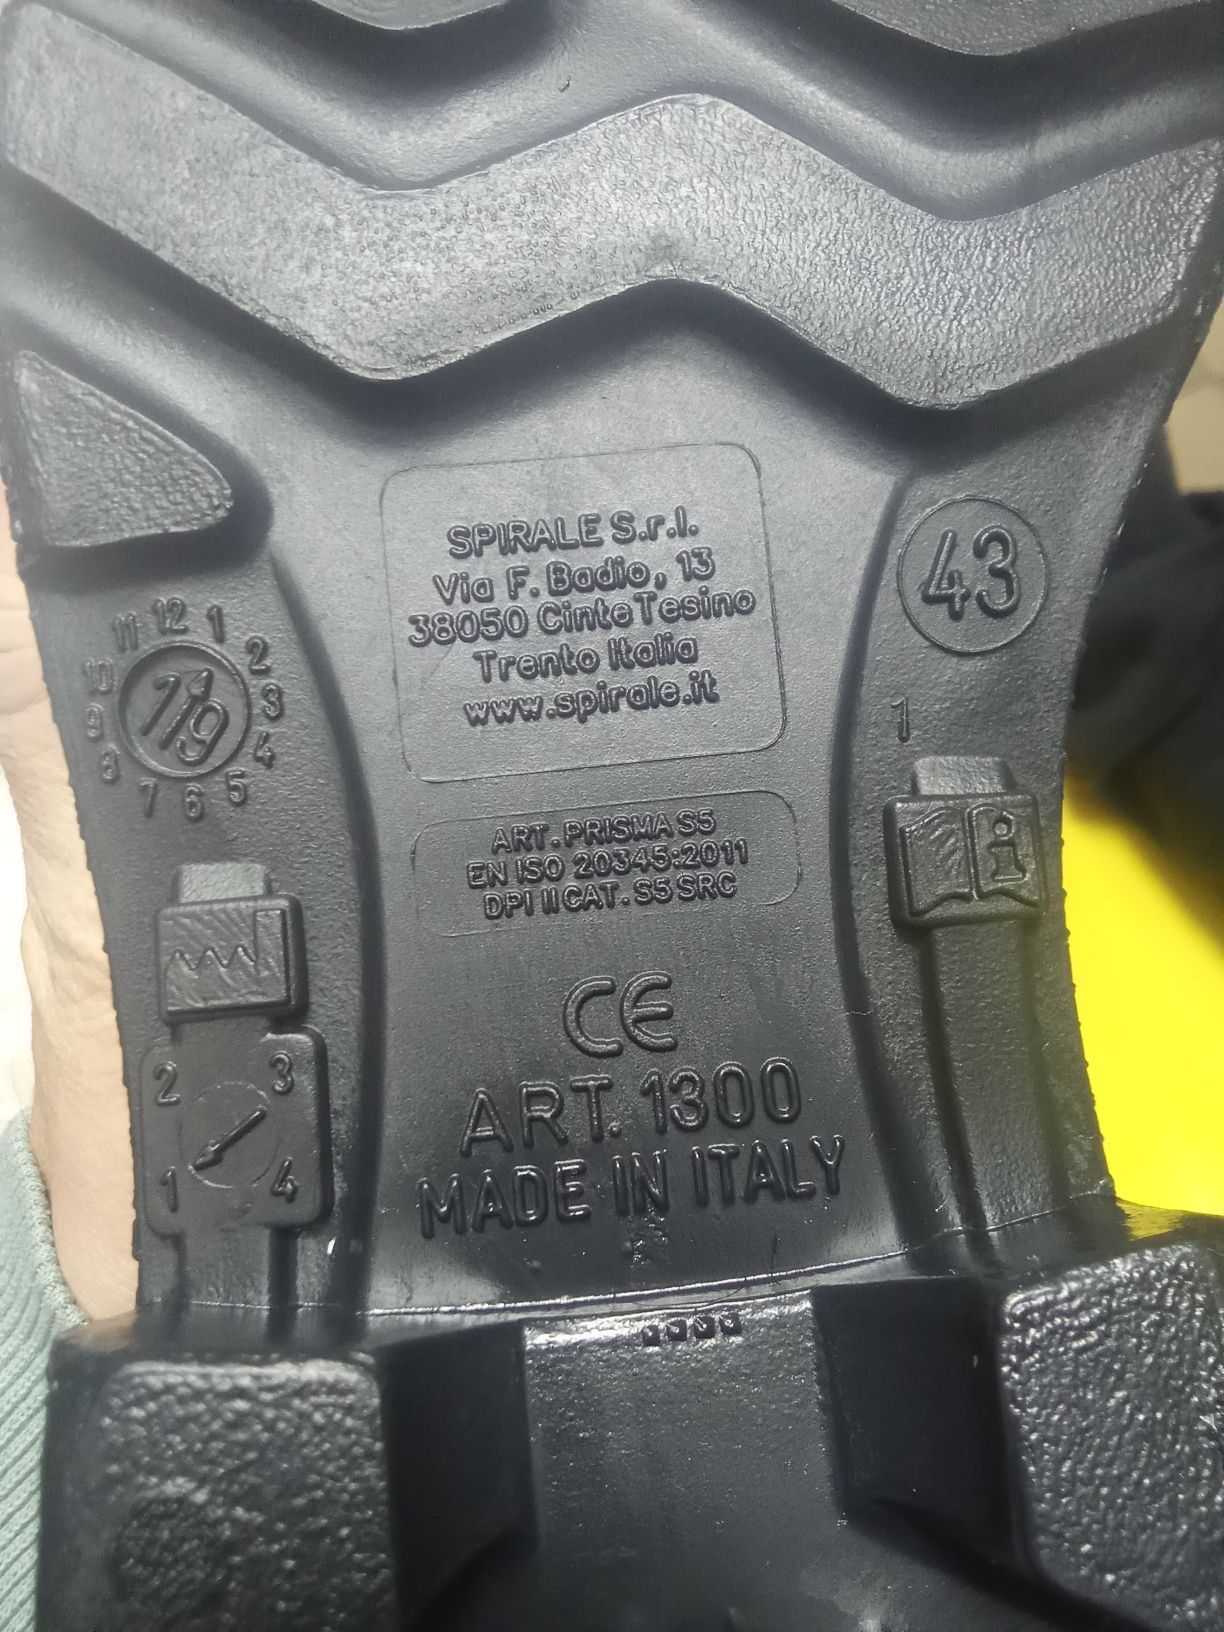 SPIRALE S.r.l.
Via F. Badio, 13
38050 Cinte Tesino
Trento Italia
www.spirale.it
43
11 12 1
10 2
9 19 3
8 4
7 6 5
1
i
ART. PRISMA S5
EN ISO 20345:2011
DPI II CAT. S5 SRC
CE
2 3
1 4
ART. 1300
MADE IN ITALY